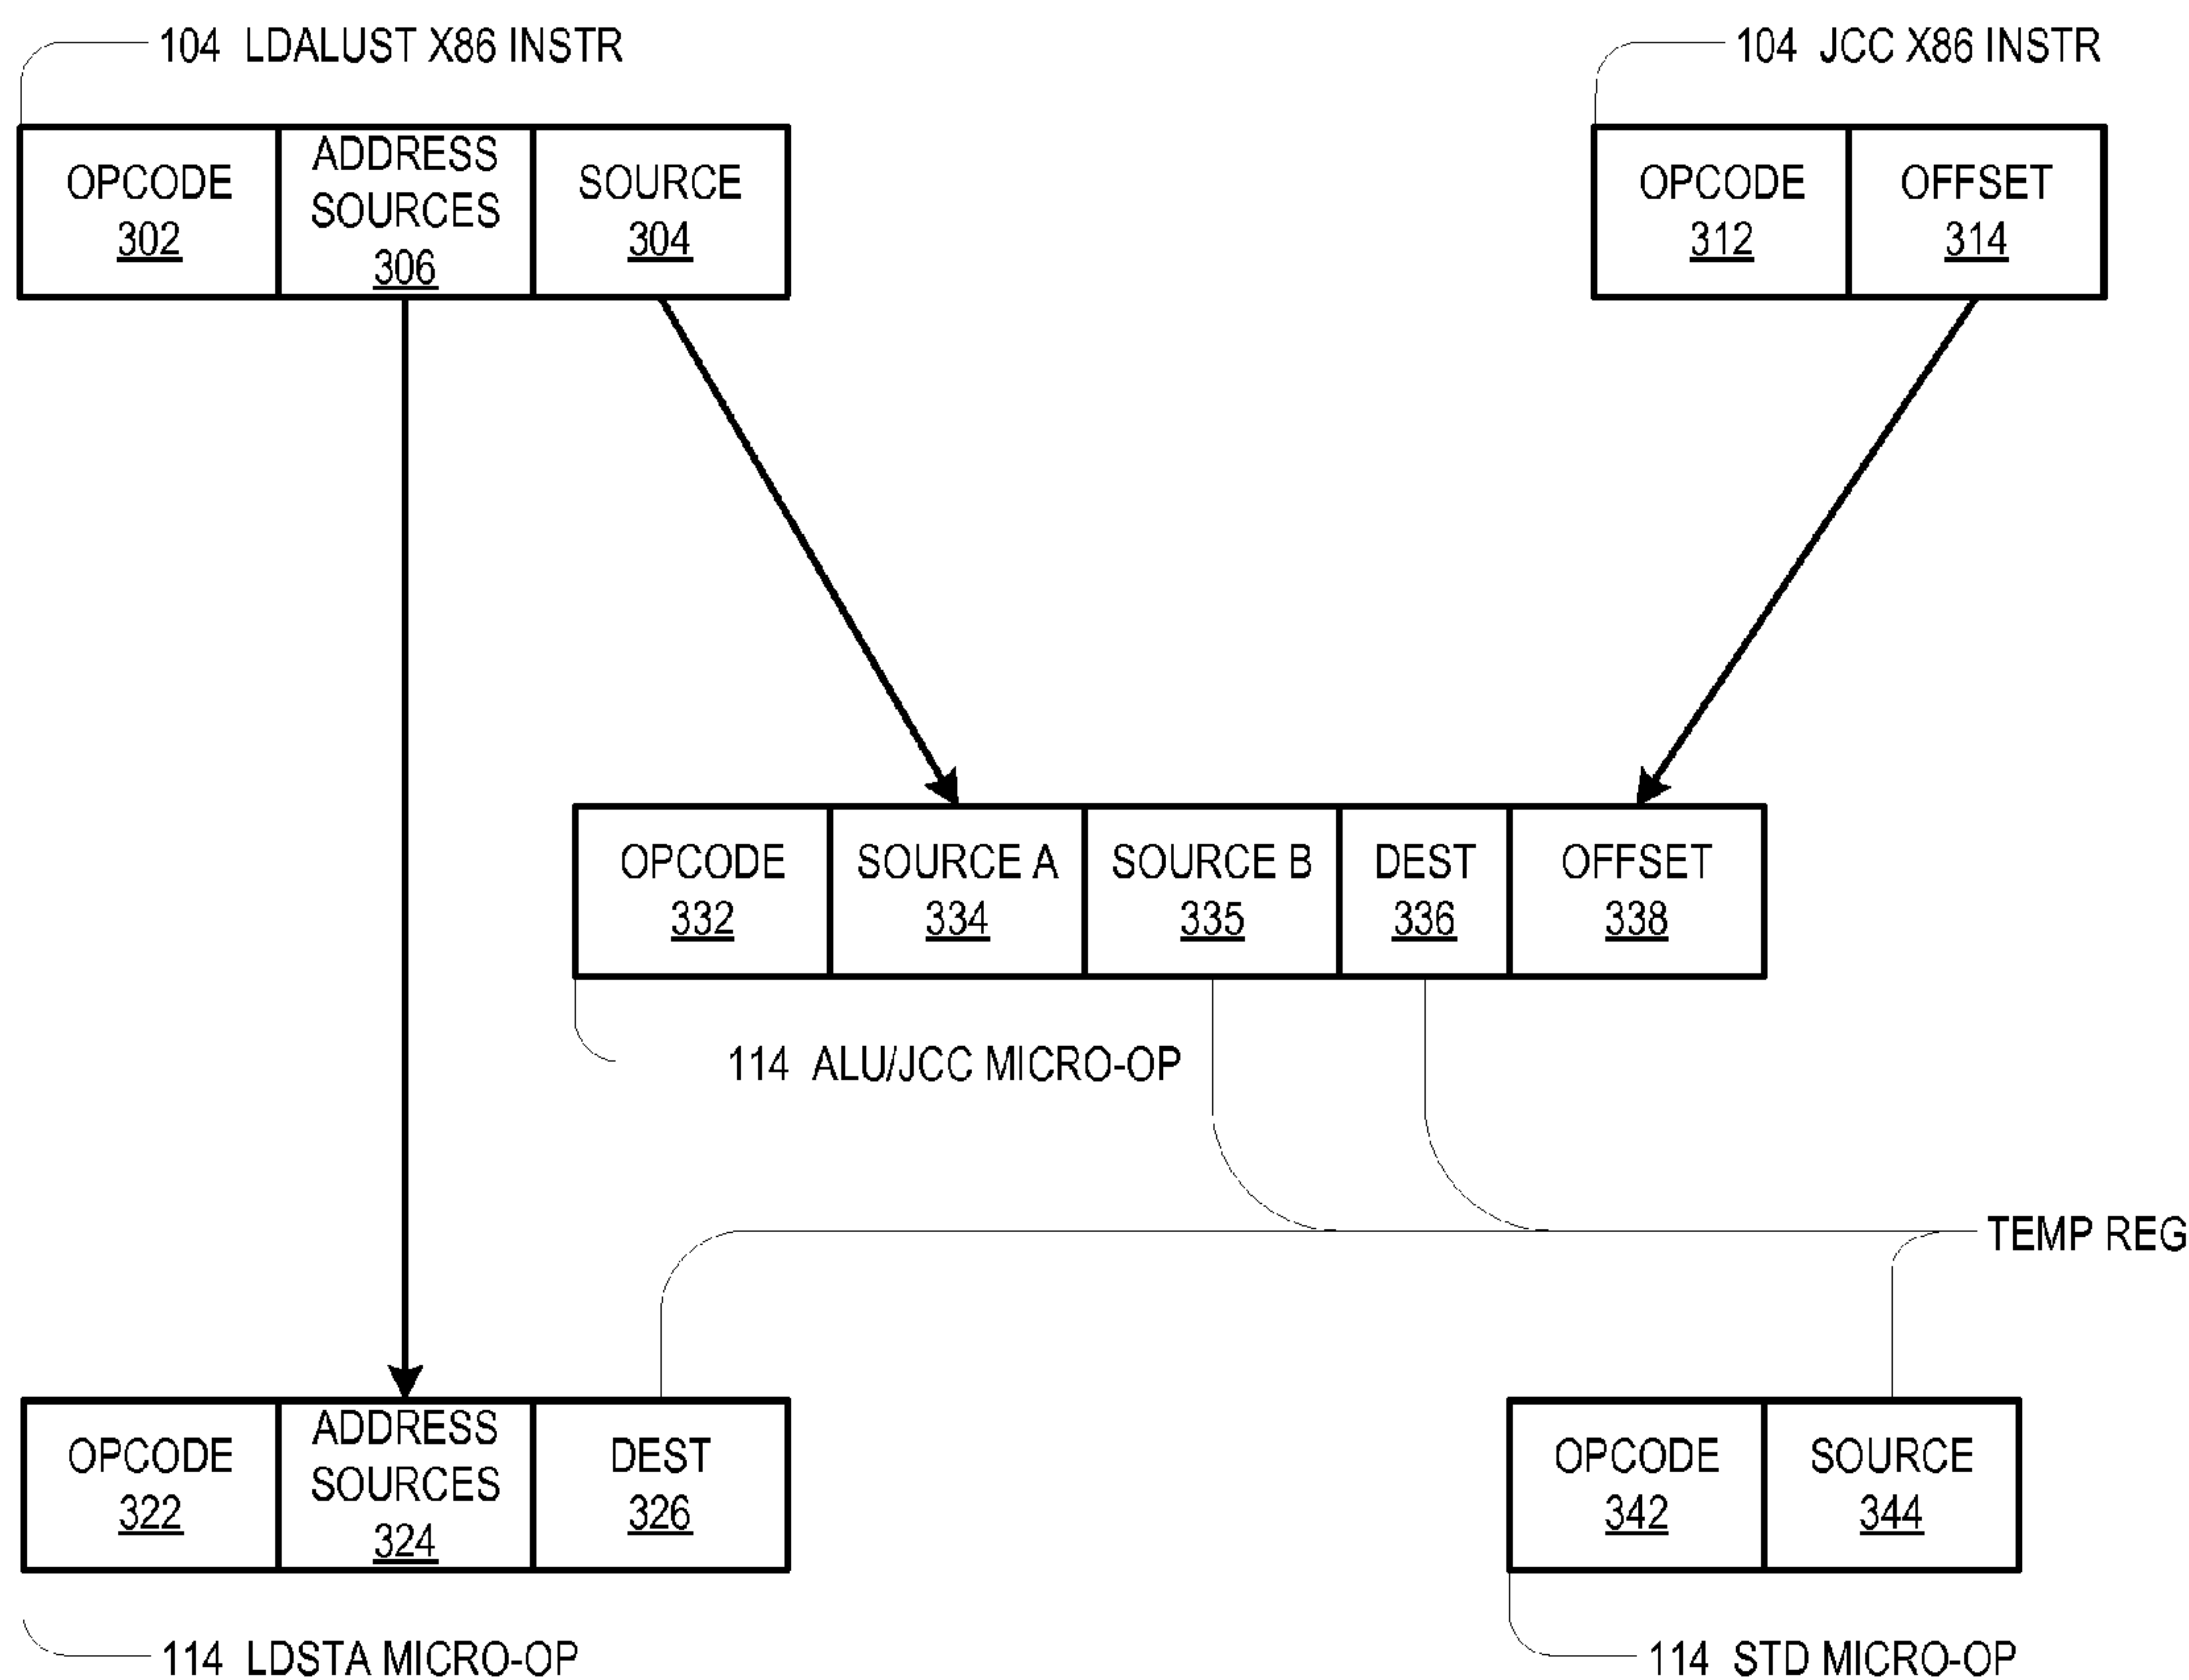 104 LDALUST X86 INSTR
104 JCC X86 INSTR
OPCODE
302
ADDRESS
SOURCES
306
SOURCE
304
OPCODE
312
OFFSET
314
OPCODE
332
SOURCE A
334
SOURCE B
335
DEST
336
OFFSET
338
114 ALU/JCC MICRO-OP
TEMP REG
OPCODE
322
ADDRESS
SOURCES
324
DEST
326
OPCODE
342
SOURCE
344
114 LDSTA MICRO-OP
114 STD MICRO-OP